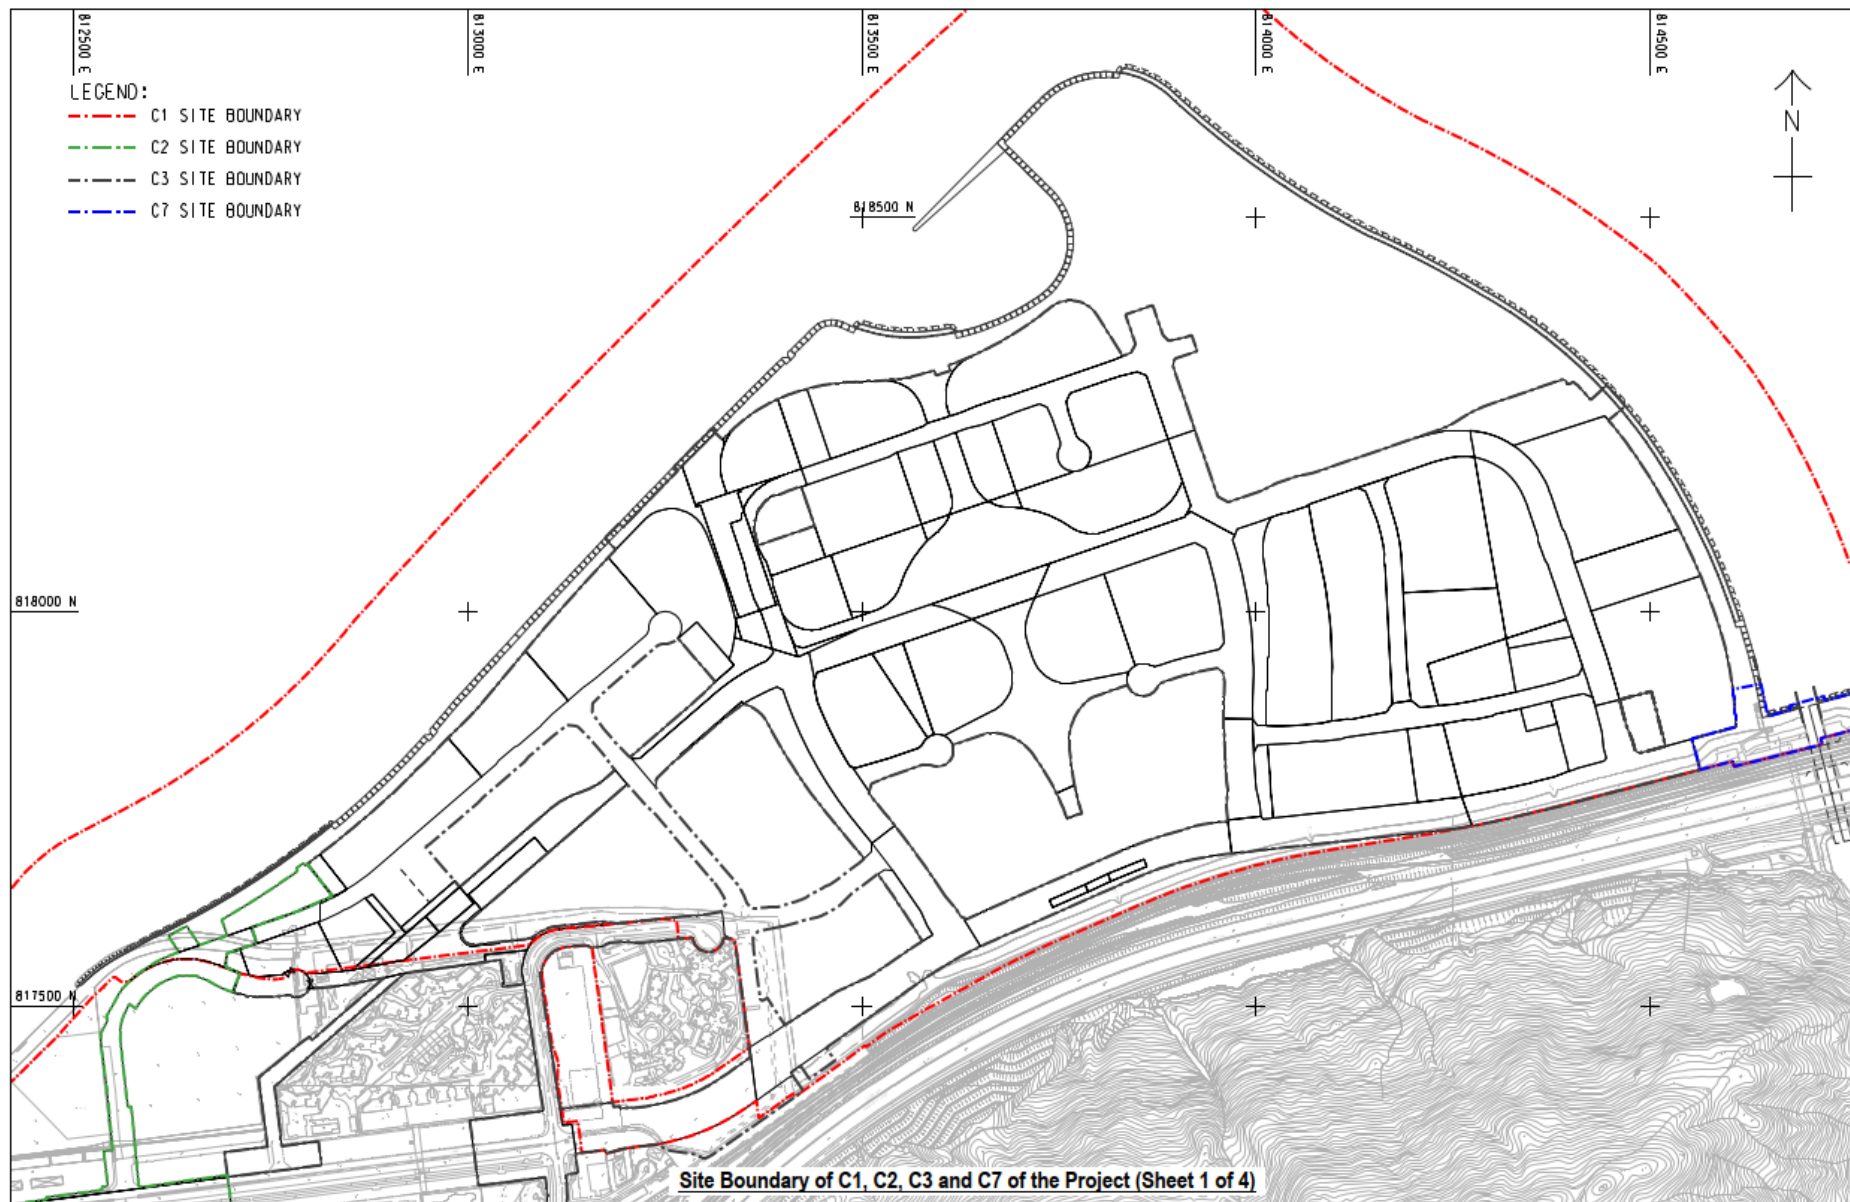 812500 E
813000 E
813500 E
814000 E
814500 E
LEGEND:
C1 SITE BOUNDARY
C2 SITE BOUNDARY
C3 SITE BOUNDARY
C7 SITE BOUNDARY
N
818500 N
818000 N
817500 N
Site Boundary of C1, C2, C3 and C7 of the Project (Sheet 1 of 4)